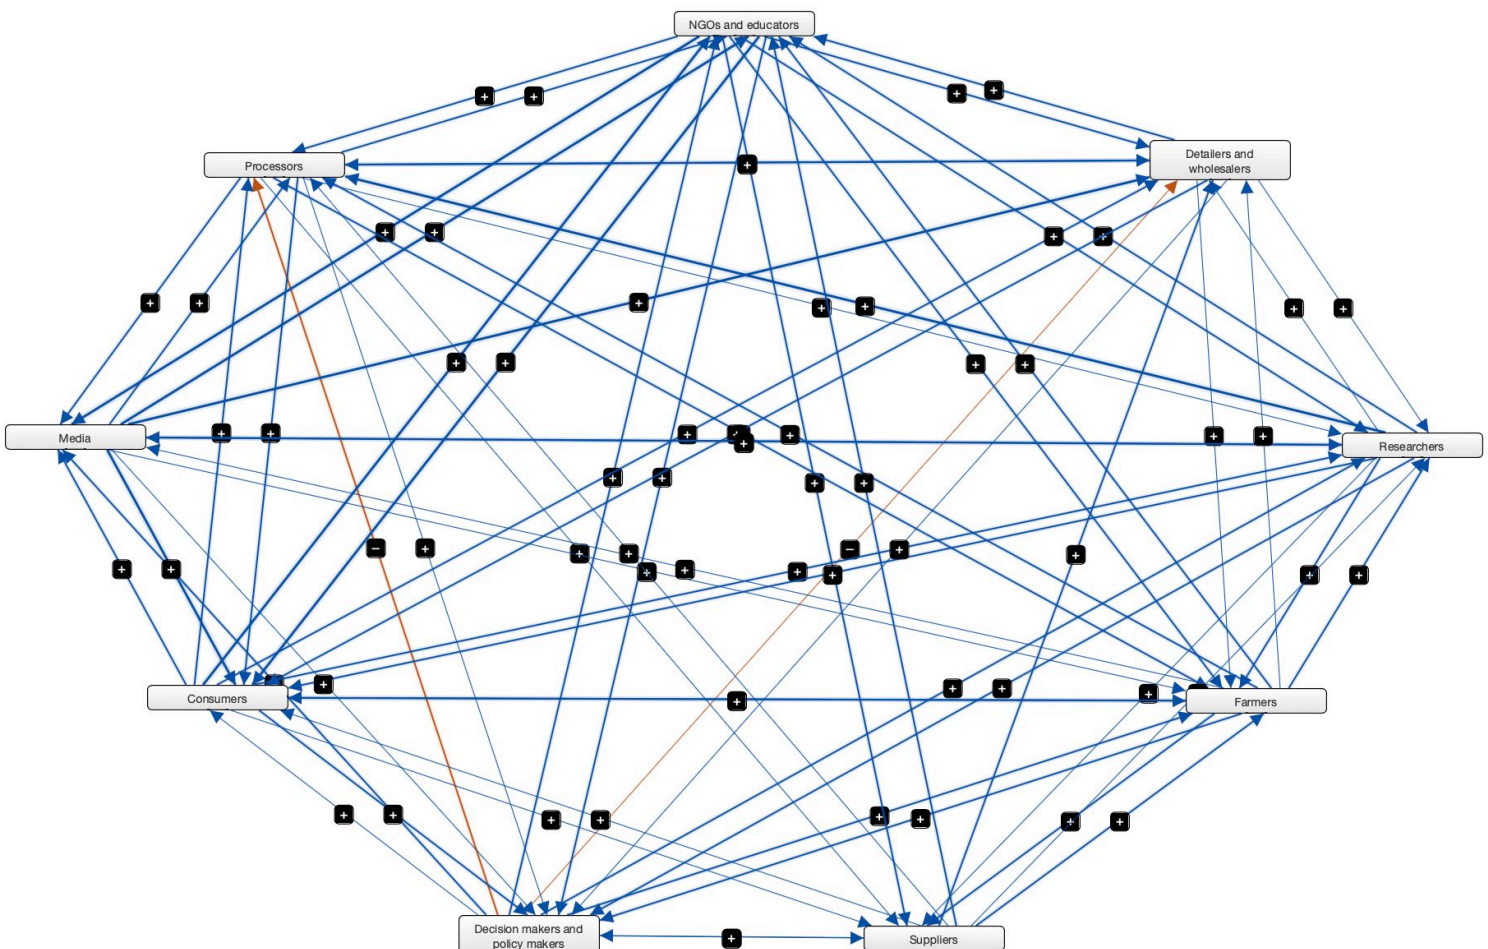 NGOs and educators
Processors
Detailers and
wholesalers
Media
Researchers
Consumers
Farmers
Decision makers and
policy makers
Suppliers